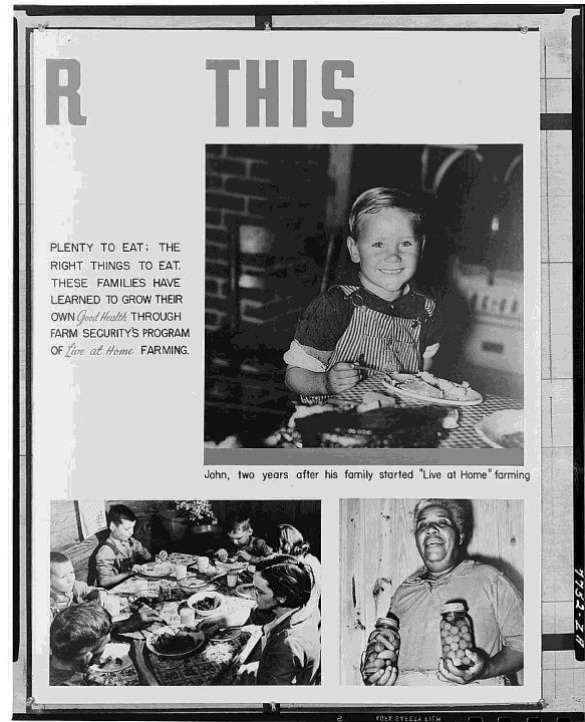 R THIS
PLENTY TO EAT; THE
RIGHT THINGS TO EAT.
THESE FAMILIES HAVE
LEARNED TO GROW THEIR
OWN Good Health THROUGH
FARM SECURITY'S PROGRAM
OF Live at Home FARMING.
John, two years after his family started "Live at Home" farming